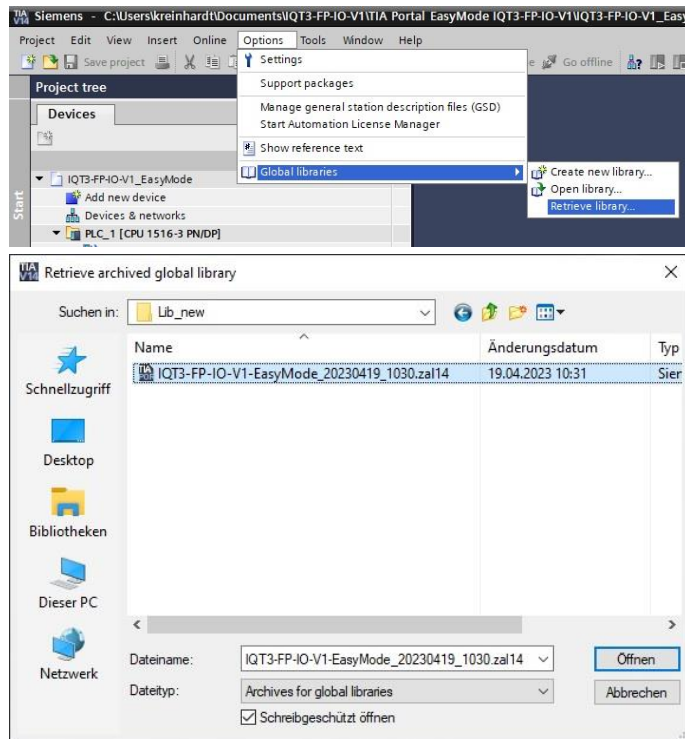 TIA V14 Siemens - C:\Users\kreinhardt\Documents\IQT3-FP-IO-V1\TIA Portal EasyMode IQT3-FP-IO-V1\IQT3-FP-IO-V1_Easy
Project Edit View Insert Online Options Tools Window Help
Save project
Settings
Go offline
Project tree
Support packages
Devices
Manage general station description files (GSD)
Start Automation License Manager
Show reference text
IQT3-FP-IO-V1_EasyMode
Global libraries
Create new library...
Add new device
Open library...
Start
Devices & networks
Retrieve library...
PLC_1 [CPU 1516-3 PN/DP]
TIA V14 Retrieve archived global library
Suchen in: Lib_new
Name Änderungsdatum Typ
IQT3-FP-IO-V1-EasyMode_20230419_1030.zal14 19.04.2023 10:31 Sier
Schnellzugriff
Desktop
Bibliotheken
Dieser PC
Netzwerk
Dateiname: IQT3-FP-IO-V1-EasyMode_20230419_1030.zal14 Öffnen
Dateityp: Archives for global libraries Abbrechen
Schreibgeschützt öffnen